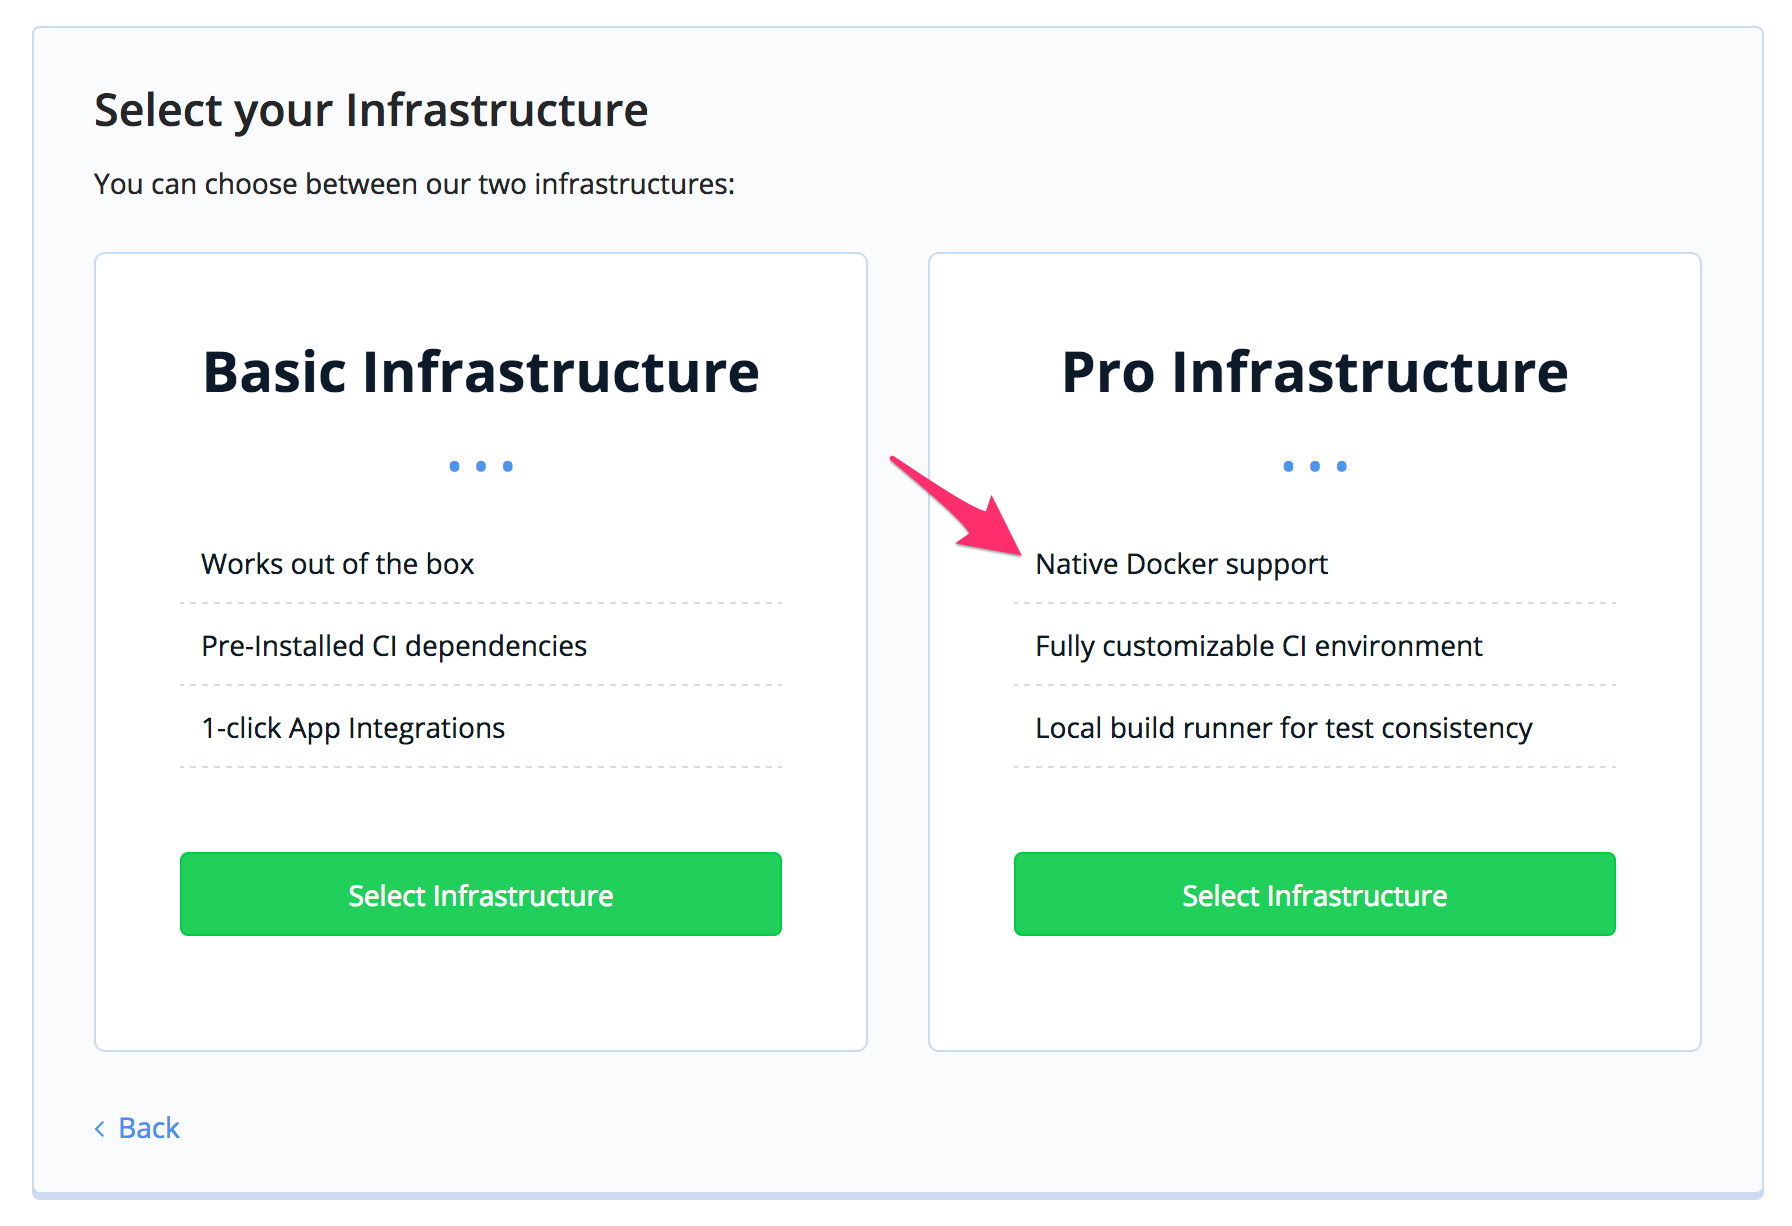 Select your Infrastructure
You can choose between our two infrastructures:
Basic Infrastructure
Works out of the box
Pre-Installed CI dependencies
1-click App Integrations
Select Infrastructure
Pro Infrastructure
Native Docker support
Fully customizable CI environment
Local build runner for test consistency
Select Infrastructure
Back